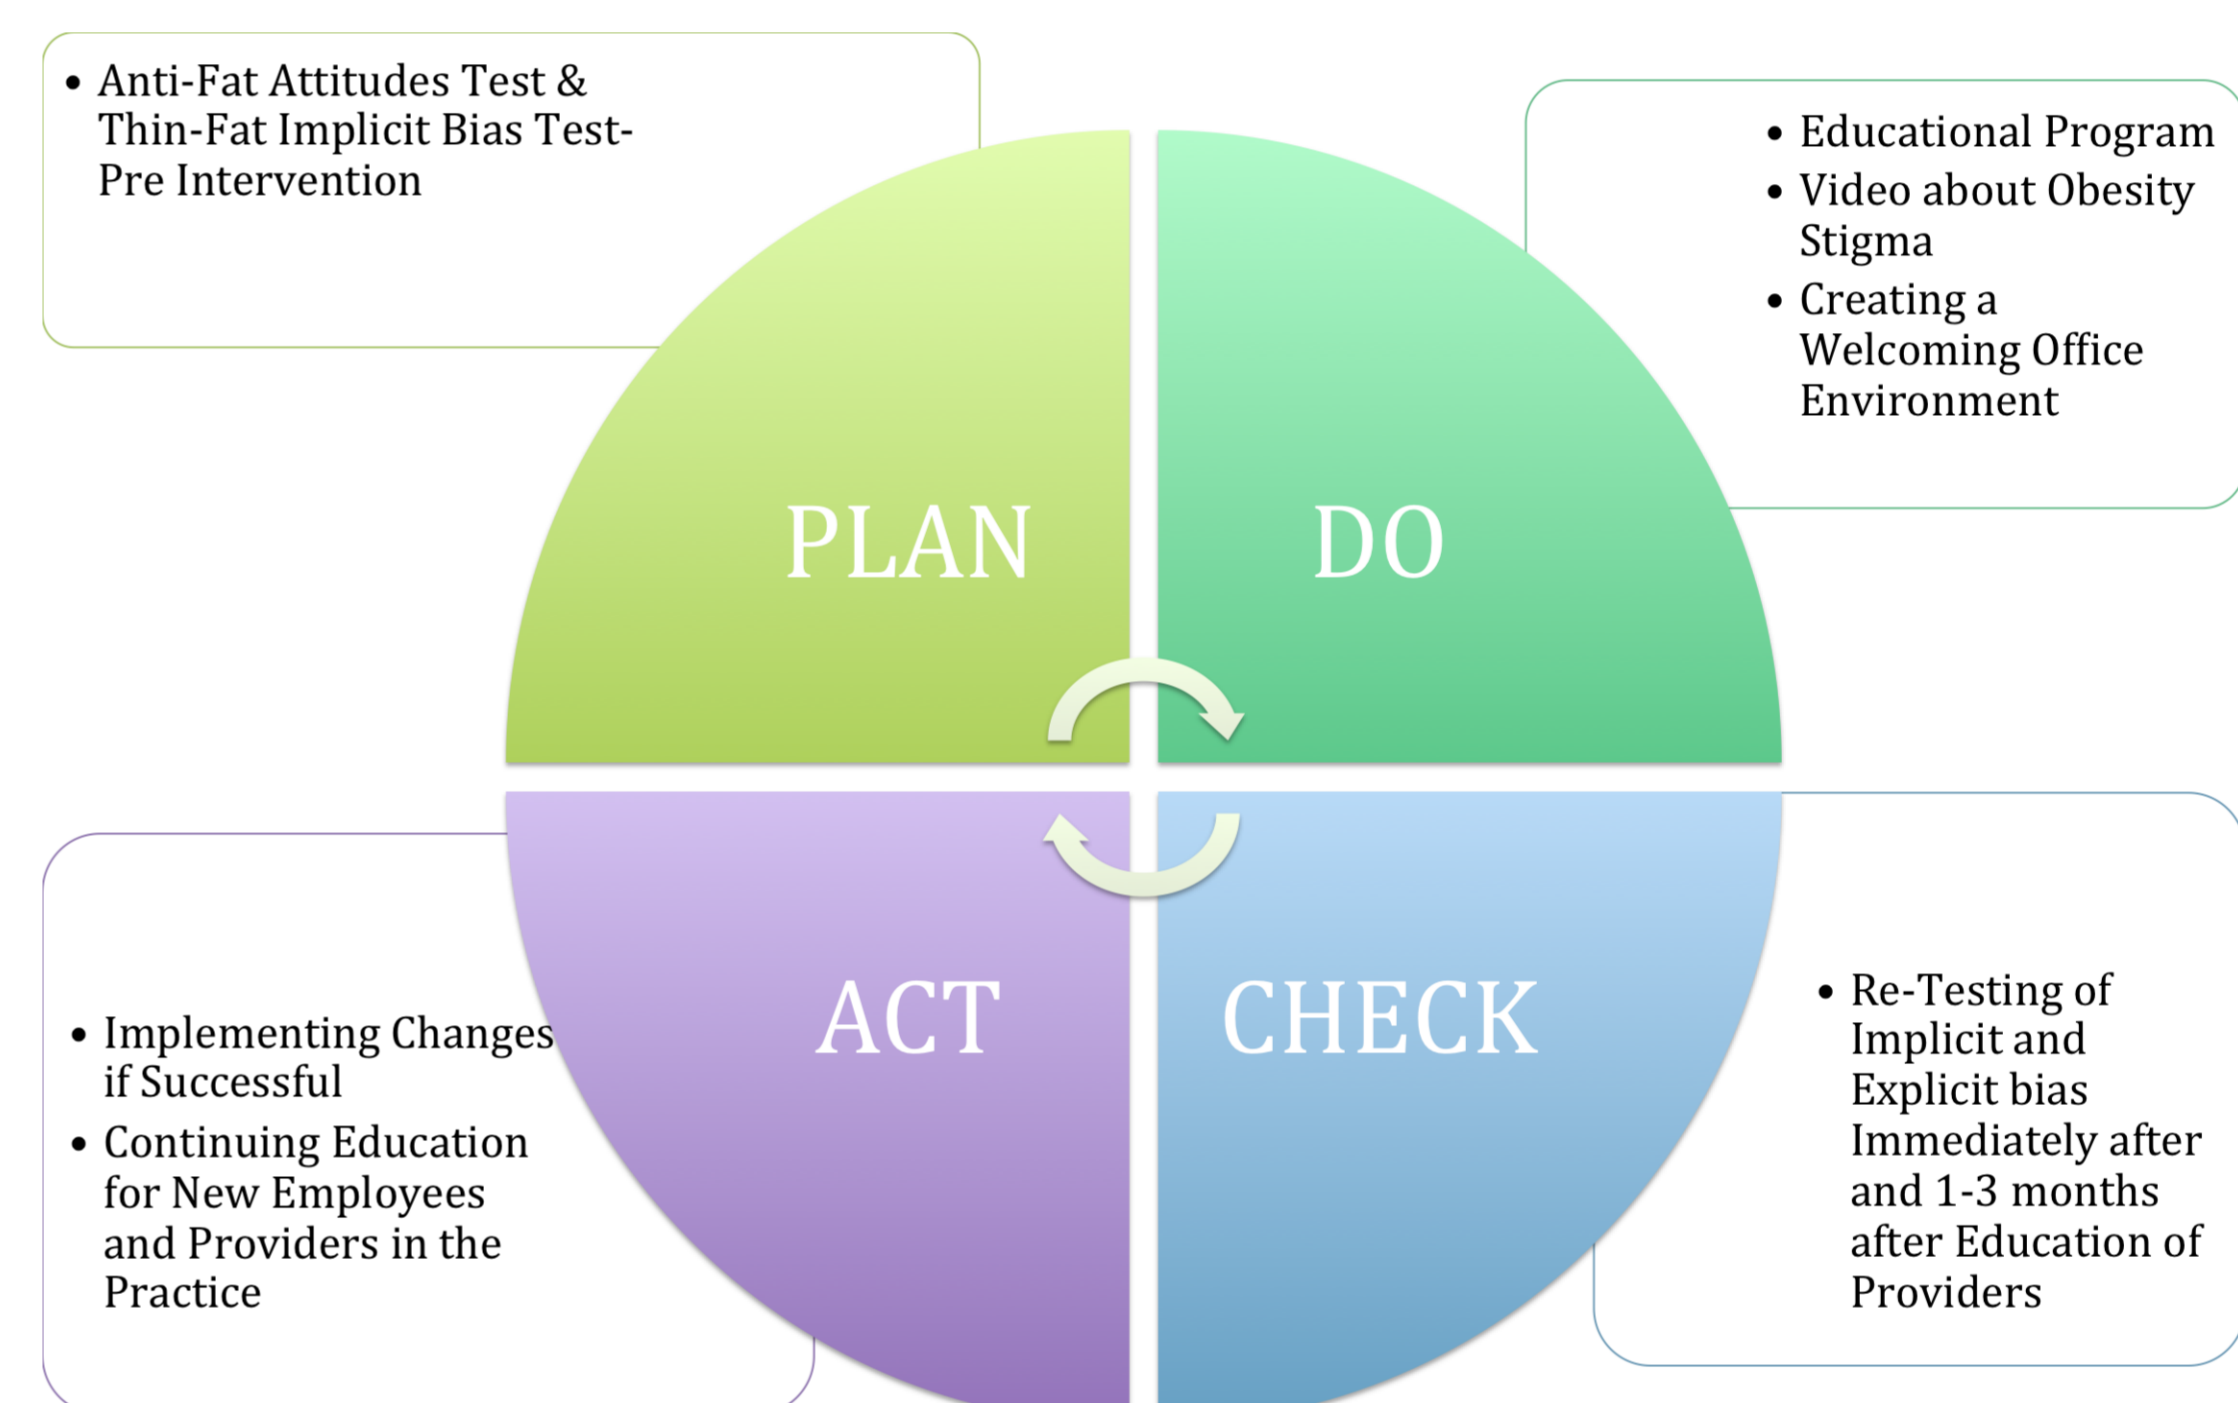 • Anti-Fat Attitudes Test &
Thin-Fat Implicit Bias Test-
Pre Intervention
• Educational Program
• Video about Obesity
Stigma
• Creating a
Welcoming Office
Environment
PLAN
DO
ACT
CHECK
• Implementing Changes
if Successful
• Continuing Education
for New Employees
and Providers in the
Practice
• Re-Testing of
Implicit and
Explicit bias
Immediately after
and 1-3 months
after Education of
Providers